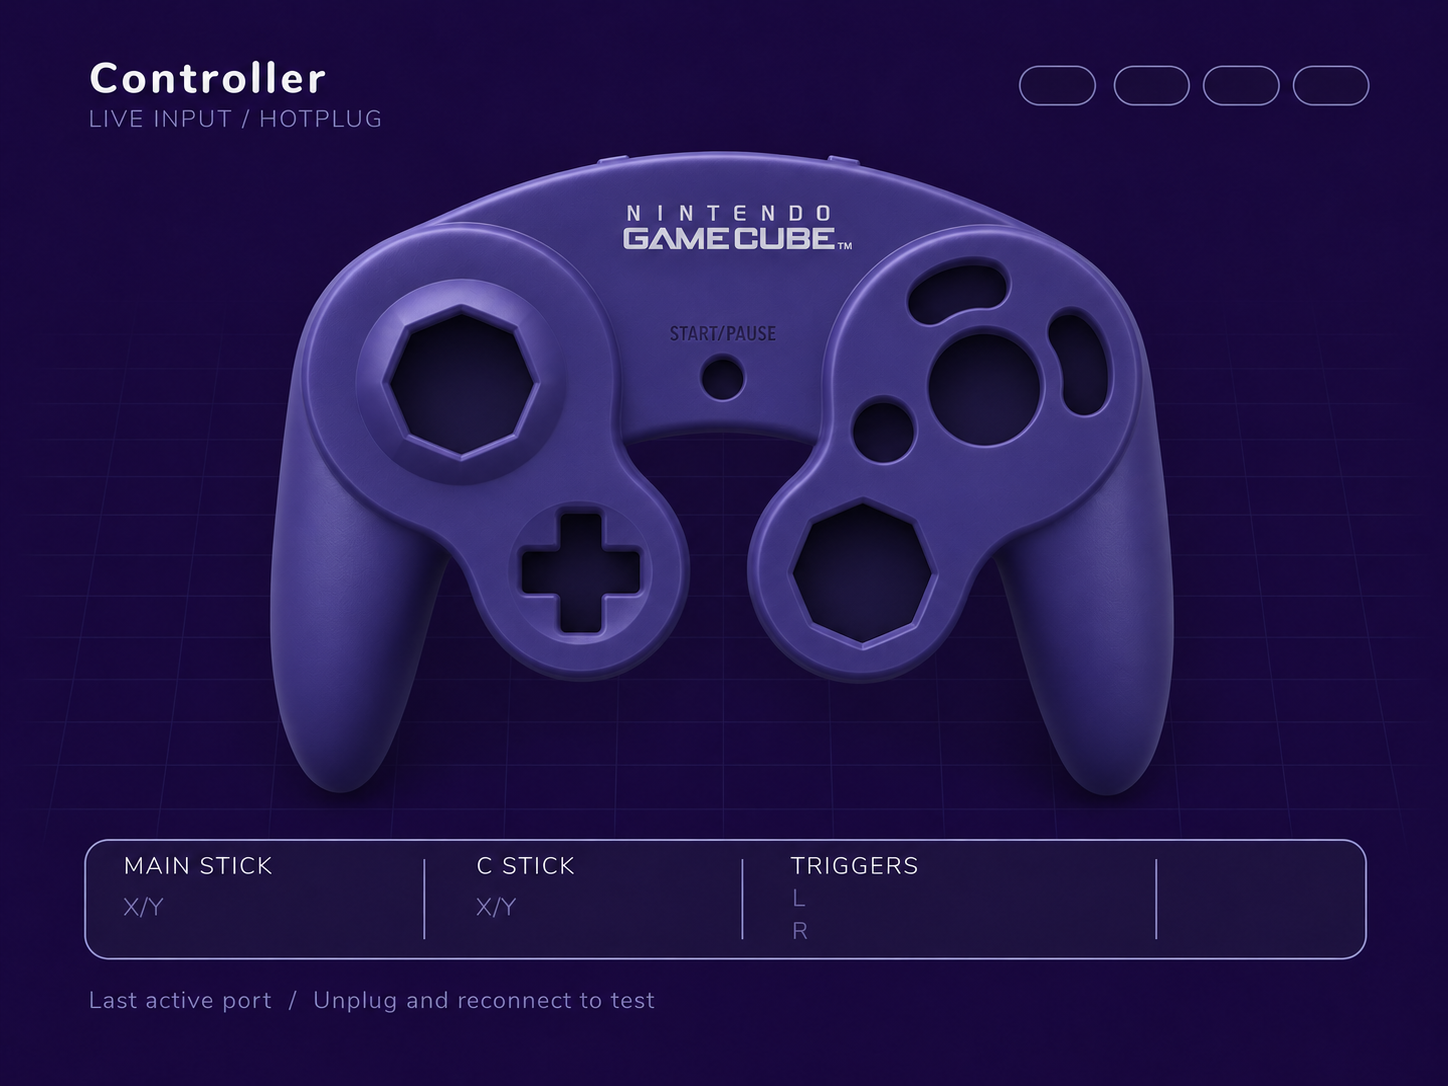 Controller
LIVE INPUT / HOTPLUG
NINTENDO
GAMECUBE™
START/PAUSE
MAIN STICK
X/Y
C STICK
X/Y
TRIGGERS
L
R
Last active port / Unplug and reconnect to test